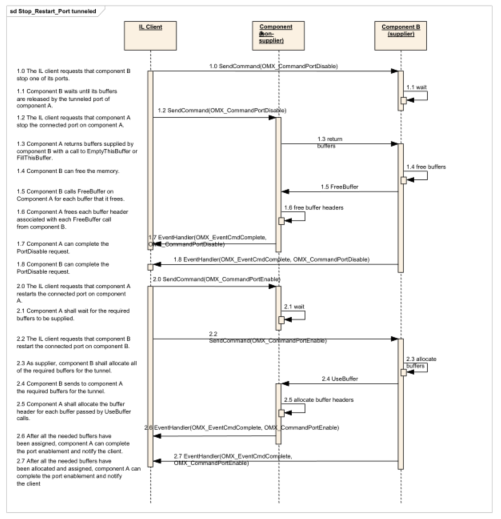 sd Stop_Restart_Port tunneled
IL Client
Component
(non-
supplier)
Component B
(supplier)
1.0 The IL client requests that component B
stop one of its ports.
1.0 SendCommand(OMX_CommandPortDisable)
1.1 Component B waits until its buffers
are released by the tunneled port of
component A.
1.1 wait
1.2 The IL client requests that component A
stop the connected port on component A.
1.2 SendCommand(OMX_CommandPortDisable)
1.3 Component A returns buffers supplied by
component B with a call to EmptyThisBuffer or
FillThisBuffer.
1.3 return
buffers
1.4 Component B can free the memory.
1.4 free buffers
1.5 Component B calls FreeBuffer on
Component A for each buffer that it frees.
1.5 FreeBuffer
1.6 Component A frees each buffer header
associated with each FreeBuffer call
from component B.
1.6 free buffer headers
1.7 Component A can complete the
PortDisable request.
1.7 EventHandler(OMX_EventCmdComplete,
OMX_CommandPortDisable)
1.8 Component B can complete the
PortDisable request.
1.8 EventHandler(OMX_EventCmdComplete, OMX_CommandPortDisable)
2.0 The IL client requests that component A
restarts the connected port on component
A.
2.0 SendCommand(OMX_CommandPortEnable)
2.1 Component A shall wait for the required
buffers to be supplied.
2.1 wait
2.2 The IL client requests that component B
restart the connected port on component B.
2.2
SendCommand(OMX_CommandPortEnable)
2.3 As supplier, component B shall allocate all
of the required buffers for the tunnel.
2.3 allocate
buffers
2.4 Component B sends to component A
the required buffers for the tunnel.
2.4 UseBuffer
2.5 Component A shall allocate the buffer
header for each buffer passed by UseBuffer
calls.
2.5 allocate buffer headers
2.6 After all the needed buffers have
been assigned, component A can complete
the port enablement and notify the client.
2.6 EventHandler(OMX_EventCmdComplete, OMX_CommandPortEnable)
2.7 After all the needed buffers have
been allocated and assigned, component A can
complete the port enablement and notify
the client
2.7 EventHandler(OMX_EventCmdComplete,
OMX_CommandPortEnable)